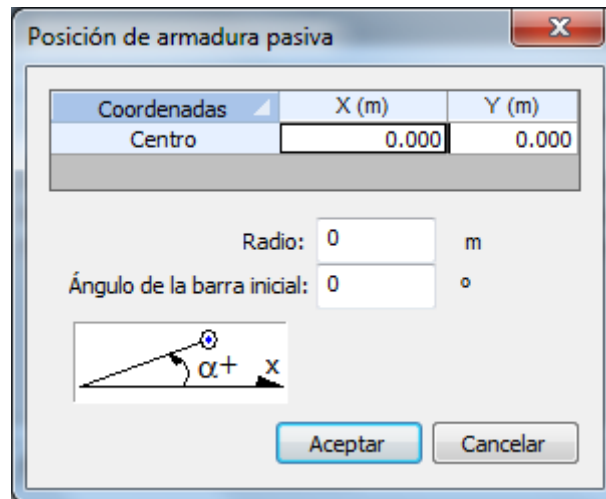 Posición de armadura pasiva
Coordenadas X (m) Y (m)
Centro 0.000 0.000
Radio: 0 m
Ángulo de la barra inicial: 0 º
α+ x
Aceptar Cancelar